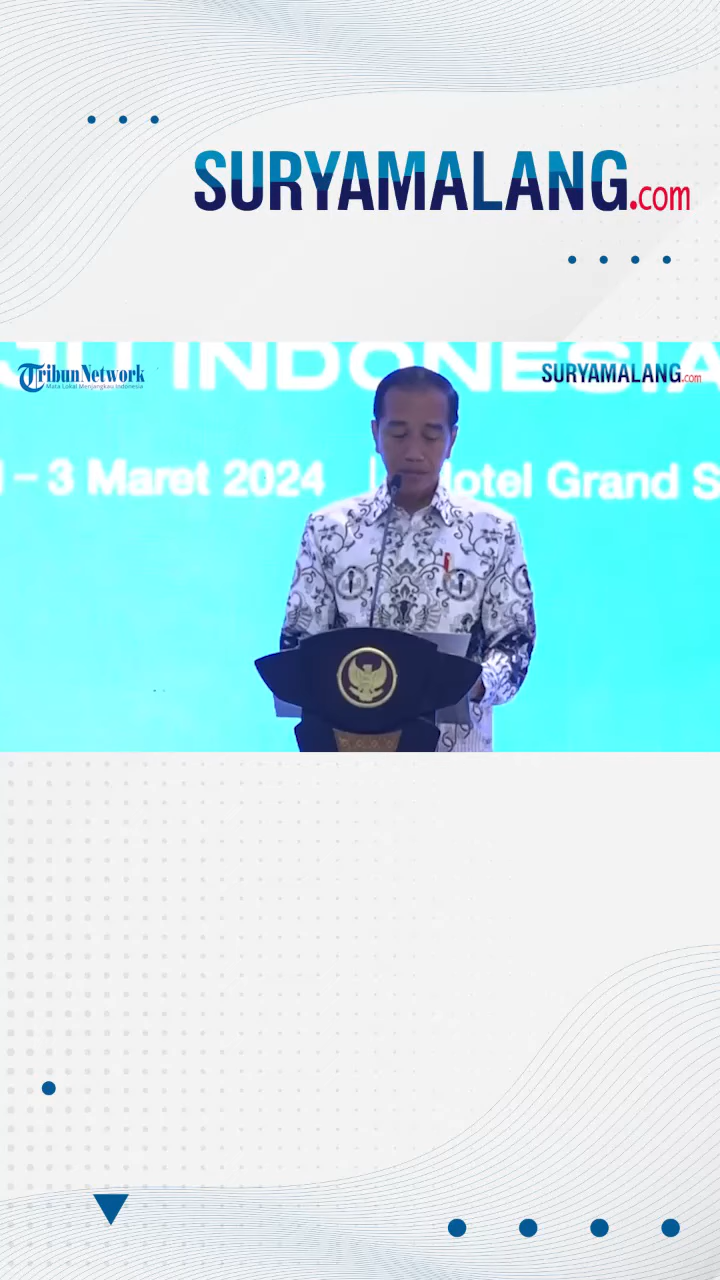 SURYAMALANG.com
INDONESIA
TribunNetwork
Mata Lokal Menjangkau Indonesia
SURYAMALANG.com
– 3 Maret 2024 | Hotel Grand S